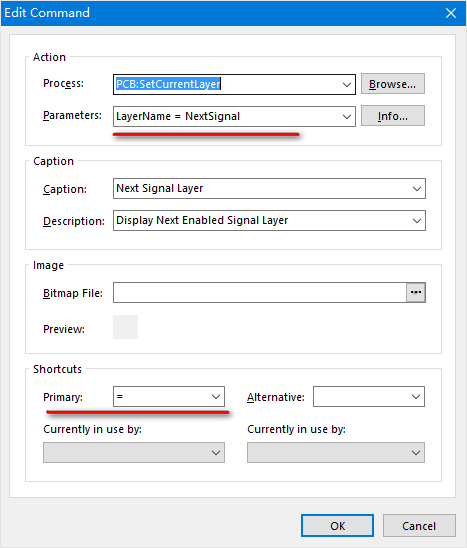 Edit Command
Action
Process: PCB:SetCurrentLayer Browse...
Parameters: LayerName = NextSignal Info...
Caption
Caption: Next Signal Layer
Description: Display Next Enabled Signal Layer
Image
Bitmap File: ...
Preview:
Shortcuts
Primary: = Alternative:
Currently in use by: Currently in use by:
OK Cancel